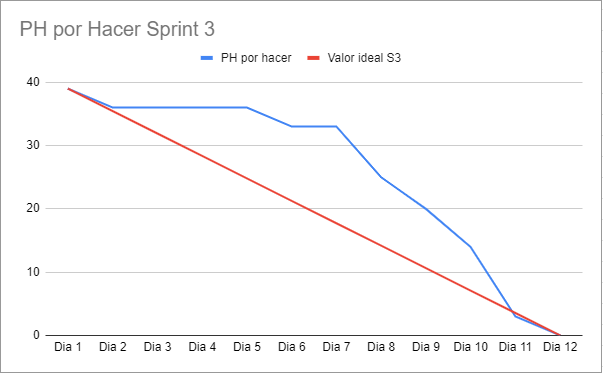 PH por Hacer Sprint 3
PH por hacer Valor ideal S3
40
30
20
10
0
Dia 1 Dia 2 Dia 3 Dia 4 Dia 5 Dia 6 Dia 7 Dia 8 Dia 9 Dia 10 Dia 11 Dia 12